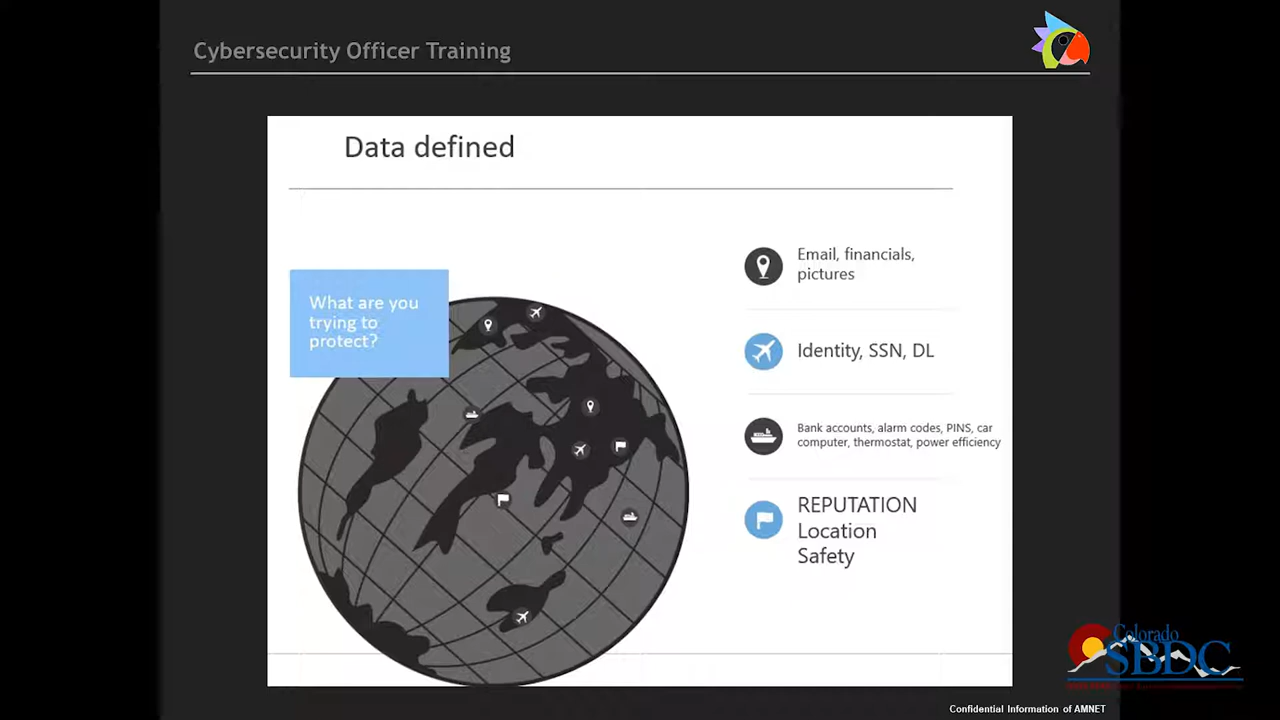 Cybersecurity Officer Training
Data defined
What are you
trying to
protect?
Email, financials,
pictures
Identity, SSN, DL
Bank accounts, alarm codes, PINS, car
computer, thermostat, power efficiency
REPUTATION
Location
Safety
Colorado
SBDC
Confidential Information of AMNET